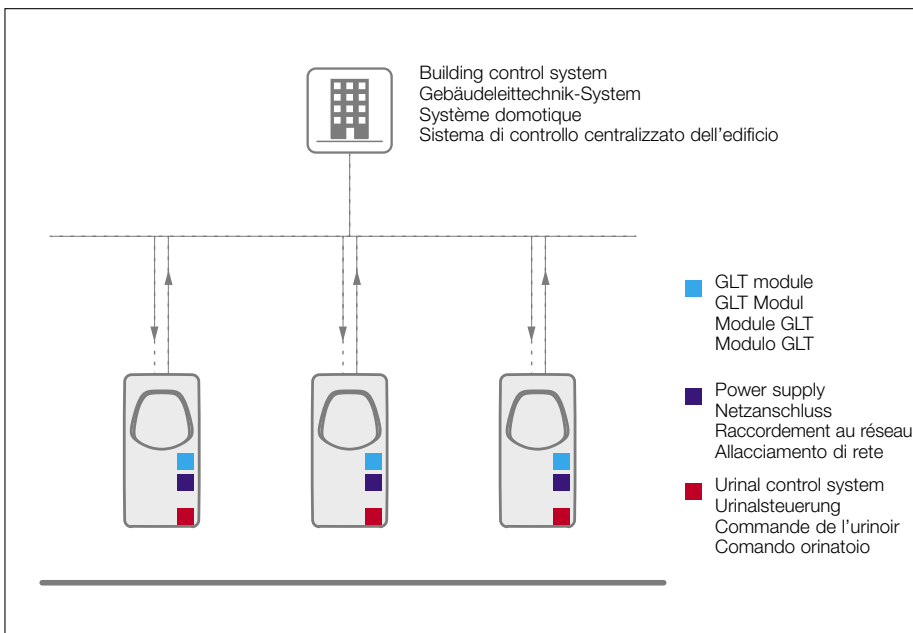 Building control system
Gebäudeleittechnik-System
Système domotique
Sistema di controllo centralizzato dell'edificio
GLT module
GLT Modul
Module GLT
Modulo GLT
Power supply
Netzanschluss
Raccordement au réseau
Allacciamento di rete
Urinal control system
Urinalsteuerung
Commande de l'urinoir
Comando orinatoio